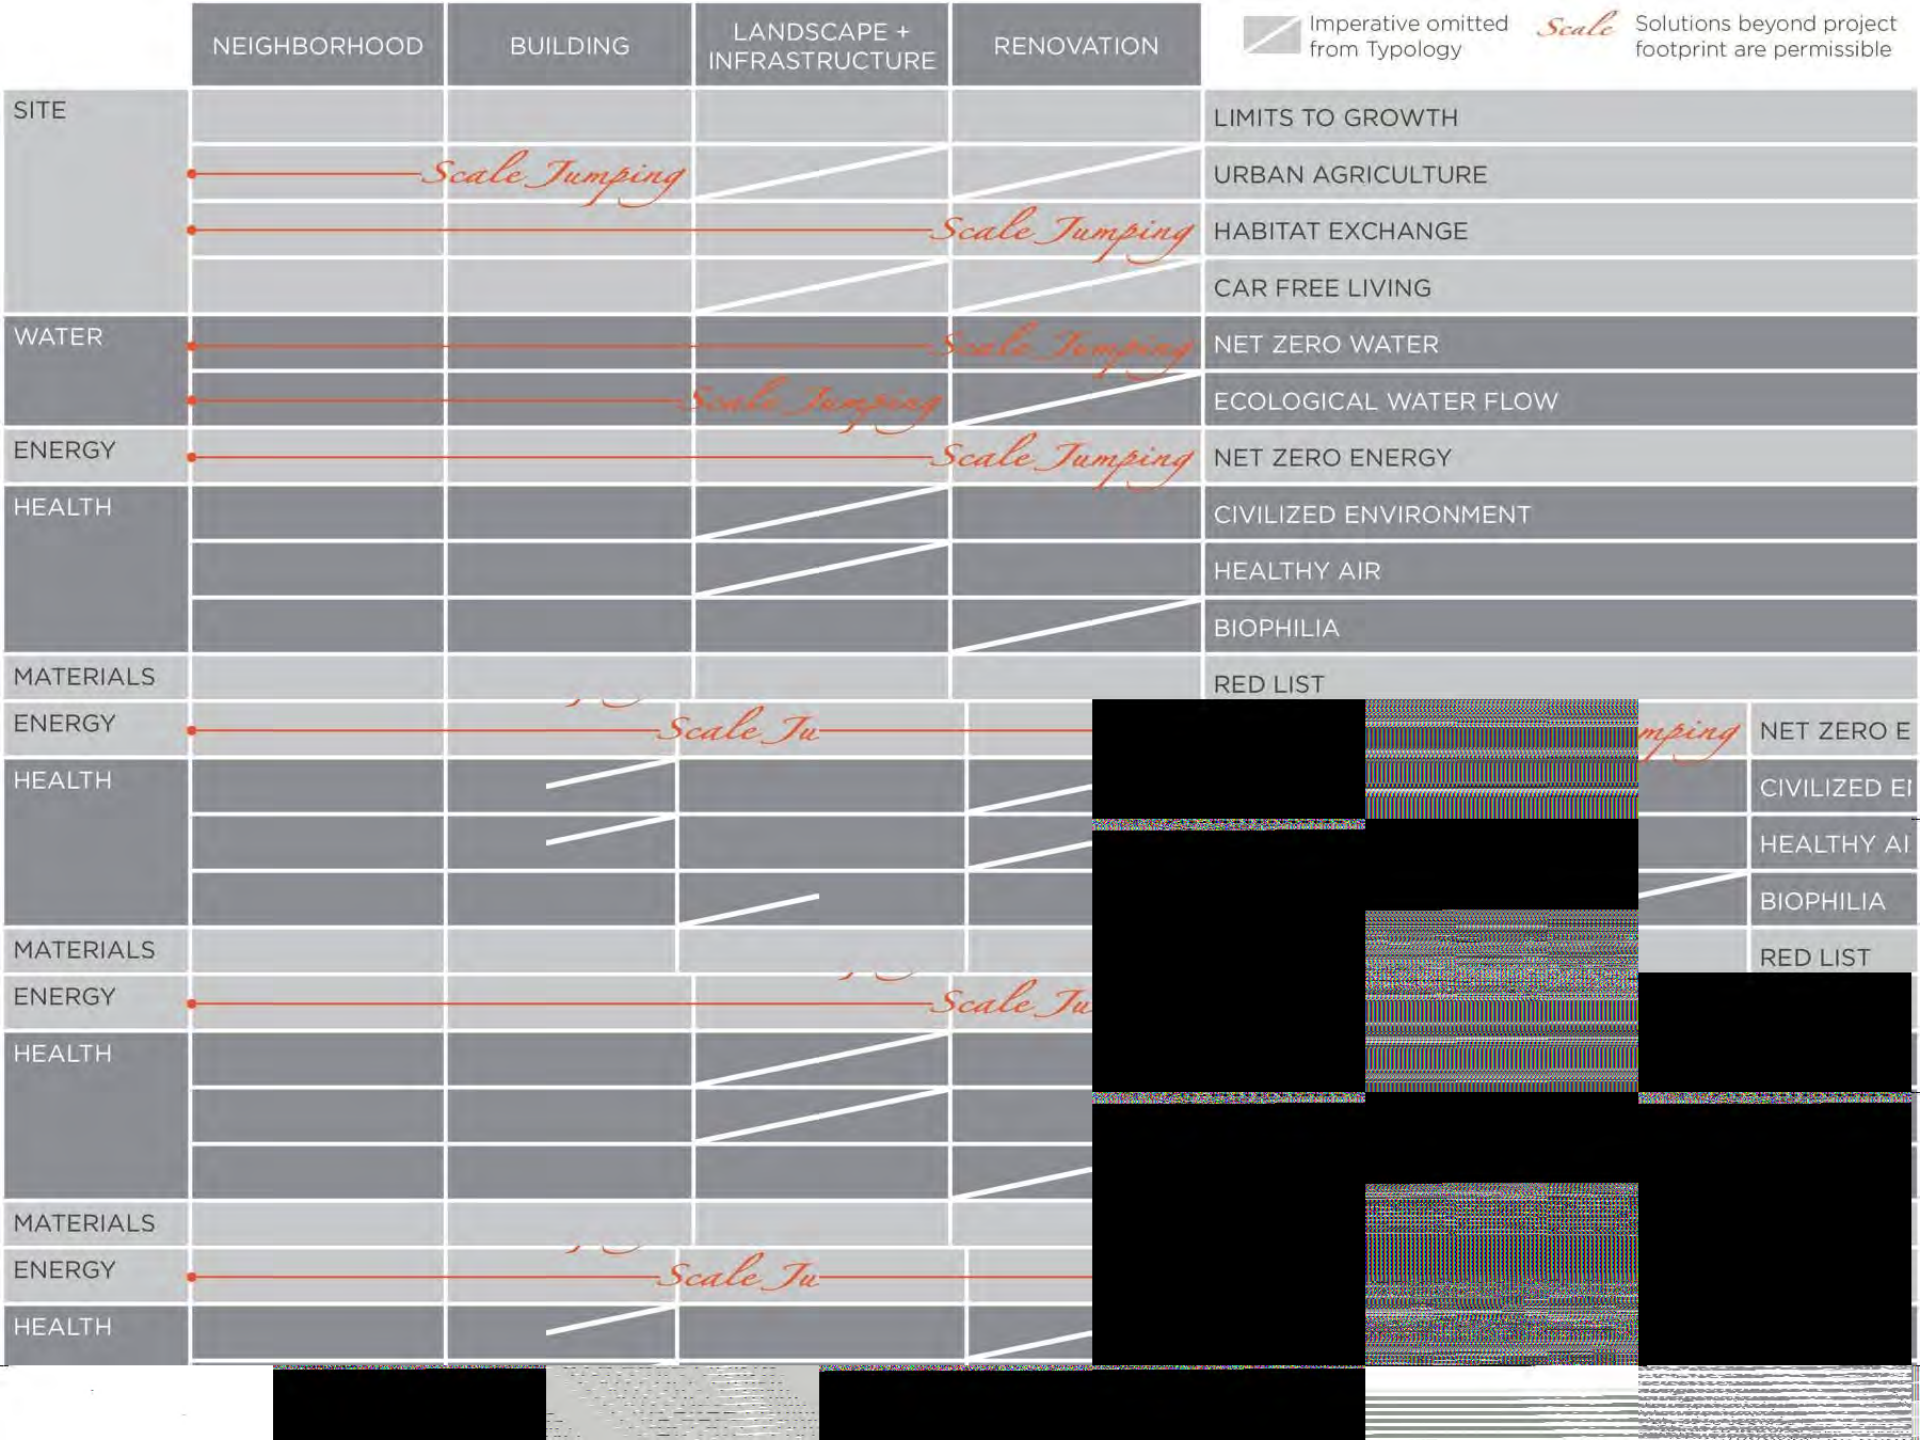 NEIGHBORHOOD
BUILDING
LANDSCAPE +
INFRASTRUCTURE
RENOVATION
Imperative omitted
from Typology
Scale
Solutions beyond project
footprint are permissible
SITE
LIMITS TO GROWTH
Scale Jumping
URBAN AGRICULTURE
Scale Jumping
HABITAT EXCHANGE
CAR FREE LIVING
WATER
Scale Jumping
NET ZERO WATER
Scale Jumping
ECOLOGICAL WATER FLOW
ENERGY
Scale Jumping
NET ZERO ENERGY
HEALTH
CIVILIZED ENVIRONMENT
HEALTHY AIR
BIOPHILIA
MATERIALS
RED LIST
ENERGY
Scale Ju
mping
NET ZERO E
HEALTH
CIVILIZED E
HEALTHY AI
BIOPHILIA
MATERIALS
RED LIST
ENERGY
Scale Ju
HEALTH
MATERIALS
ENERGY
Scale Ju
HEALTH